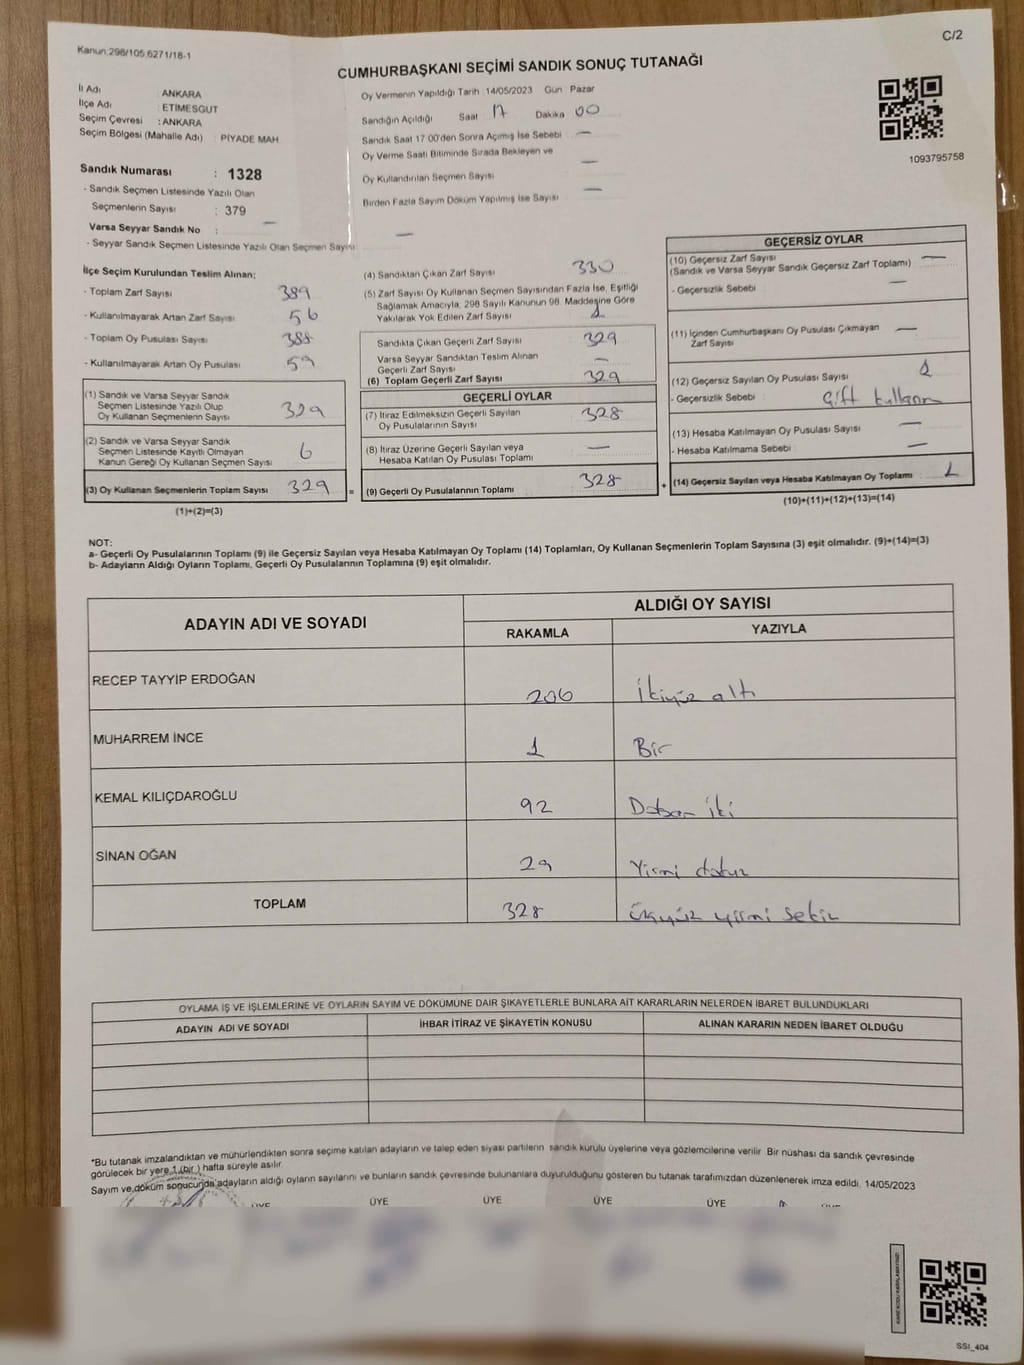 Kanun:298/105.6271/18-1
C/2
CUMHURBAŞKANI SEÇİMİ SANDIK SONUÇ TUTANAĞI
İl Adı : ANKARA
İlçe Adı : ETİMESGUT
Seçim Çevresi : ANKARA
Seçim Bölgesi (Mahalle Adı) : PİYADE MAH.
Oy Vermenin Yapıldığı Tarih :14/05/2023 Gün Pazar
Sandığın Açıldığı Saat 17 Dakika 00
Sandık Saat 17:00'den Sonra Açılmış İse Sebebi —
Oy Verme Saati Bitiminde Sırada Bekleyen ve
Oy Kullandırılan Seçmen Sayısı —
Birden Fazla Sayım Döküm Yapılmış İse Sayısı —
1093795758
Sandık Numarası : 1328
- Sandık Seçmen Listesinde Yazılı Olan
Seçmenlerin Sayısı : 379
Varsa Seyyar Sandık No : —
- Seyyar Sandık Seçmen Listesinde Yazılı Olan Seçmen Sayısı —
İlçe Seçim Kurulundan Teslim Alınan;
- Toplam Zarf Sayısı 389
- Kullanılmayarak Artan Zarf Sayısı 56
- Toplam Oy Pusulası Sayısı 388
- Kullanılmayarak Artan Oy Pusulası 59
(1) Sandık ve Varsa Seyyar Sandık
Seçmen Listesinde Yazılı Olup
Oy Kullanan Seçmenlerin Sayısı 329
(2) Sandık ve Varsa Seyyar Sandık
Seçmen Listesinde Kayıtlı Olmayan
Kanun Gereği Oy Kullanan Seçmen Sayısı 6
(3) Oy Kullanan Seçmenlerin Toplam Sayısı 329 =
(1)+(2)=(3)
(4) Sandıktan Çıkan Zarf Sayısı 330
(5) Zarf Sayısı Oy Kullanan Seçmen Sayısından Fazla İse, Eşitliği
Sağlamak Amacıyla, 298 Sayılı Kanunun 98. Maddesine Göre
Yakılarak Yok Edilen Zarf Sayısı 1
Sandıkta Çıkan Geçerli Zarf Sayısı 329
Varsa Seyyar Sandıktan Teslim Alınan
Geçerli Zarf Sayısı —
(6) Toplam Geçerli Zarf Sayısı 329
GEÇERLİ OYLAR
(7) İtiraz Edilmeksizin Geçerli Sayılan
Oy Pusulalarının Sayısı 328
(8) İtiraz Üzerine Geçerli Sayılan veya
Hesaba Katılan Oy Pusulası Toplamı —
(9) Geçerli Oy Pusulalarının Toplamı 328 +
GEÇERSİZ OYLAR
(10) Geçersiz Zarf Sayısı
(Sandık ve Varsa Seyyar Sandık Geçersiz Zarf Toplamı) —
- Geçersizlik Sebebi —
(11) İçinden Cumhurbaşkanı Oy Pusulası Çıkmayan
Zarf Sayısı —
(12) Geçersiz Sayılan Oy Pusulası Sayısı 1
- Geçersizlik Sebebi Çift kullanım
(13) Hesaba Katılmayan Oy Pusulası Sayısı —
- Hesaba Katılmama Sebebi —
(14) Geçersiz Sayılan veya Hesaba Katılmayan Oy Toplamı 1
(10)+(11)+(12)+(13)=(14)
NOT:
a- Geçerli Oy Pusulalarının Toplamı (9) ile Geçersiz Sayılan veya Hesaba Katılmayan Oy Toplamı (14) Toplamları, Oy Kullanan Seçmenlerin Toplam Sayısına (3) eşit olmalıdır. (9)+(14)=(3)
b- Adayların Aldığı Oyların Toplamı, Geçerli Oy Pusulalarının Toplamına (9) eşit olmalıdır.
ADAYIN ADI VE SOYADI
ALDIĞI OY SAYISI
RAKAMLA YAZIYLA
RECEP TAYYİP ERDOĞAN 206 İkiyüz altı
MUHARREM İNCE 1 Bir
KEMAL KILIÇDAROĞLU 92 Doksan iki
SİNAN OĞAN 29 Yirmi dokuz
TOPLAM 328 üçyüz yirmi sekiz
OYLAMA İŞ VE İŞLEMLERİNE VE OYLARIN SAYIM VE DÖKÜMÜNE DAİR ŞİKAYETLERLE BUNLARA AİT KARARLARIN NELERDEN İBARET BULUNDUKLARI
ADAYIN ADI VE SOYADI İHBAR İTİRAZ VE ŞİKAYETİN KONUSU ALINAN KARARIN NEDEN İBARET OLDUĞU
*Bu tutanak imzalandıktan ve mühürlendikten sonra seçime katılan adayların ve talep eden siyasi partilerin sandık kurulu üyelerine veya gözlemcilerine verilir. Bir nüshası da sandık çevresinde
görülecek bir yere 1 (bir ) hafta süreyle asılır.
Sayım ve döküm sonucunda adayların aldığı oyların sayılarını ve bunların sandık çevresinde bulunanlara duyurulduğunu gösteren bu tutanak tarafımızdan düzenlenerek imza edildi. 14/05/2023
ÜYE ÜYE ÜYE ÜYE ÜYE ÜYE
SSI_404